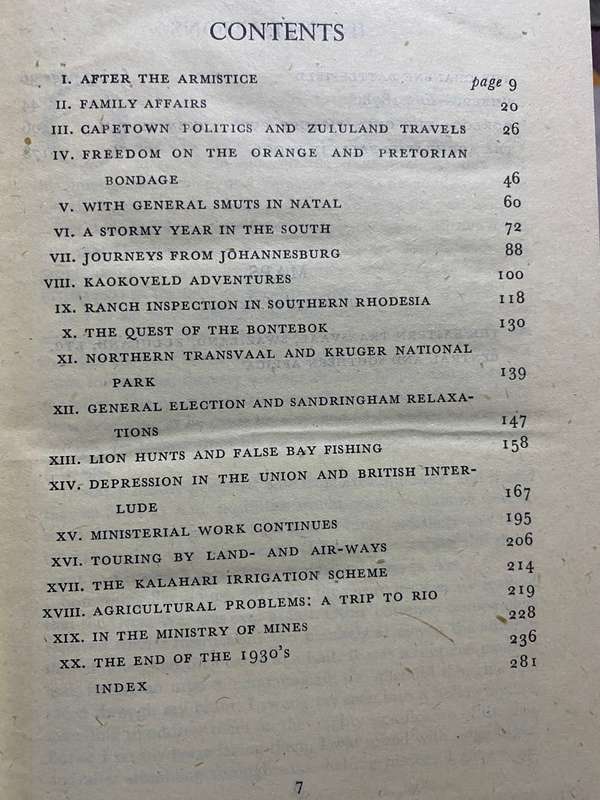 CONTENTS
I. AFTER THE ARMISTICE page 9
II. FAMILY AFFAIRS 20
III. CAPETOWN POLITICS AND ZULULAND TRAVELS 26
IV. FREEDOM ON THE ORANGE AND PRETORIAN
BONDAGE 46
V. WITH GENERAL SMUTS IN NATAL 60
VI. A STORMY YEAR IN THE SOUTH 72
VII. JOURNEYS FROM JOHANNESBURG 88
VIII. KAOKOVELD ADVENTURES 100
IX. RANCH INSPECTION IN SOUTHERN RHODESIA 118
X. THE QUEST OF THE BONTEBOK 130
XI. NORTHERN TRANSVAAL AND KRUGER NATIONAL
PARK 139
XII. GENERAL ELECTION AND SANDRINGHAM RELAXA-
TIONS 147
XIII. LION HUNTS AND FALSE BAY FISHING 158
XIV. DEPRESSION IN THE UNION AND BRITISH INTER-
LUDE 167
XV. MINISTERIAL WORK CONTINUES 195
XVI. TOURING BY LAND- AND AIR-WAYS 206
XVII. THE KALAHARI IRRIGATION SCHEME 214
XVIII. AGRICULTURAL PROBLEMS: A TRIP TO RIO 219
XIX. IN THE MINISTRY OF MINES 228
XX. THE END OF THE 1930'S 236
INDEX 281
7